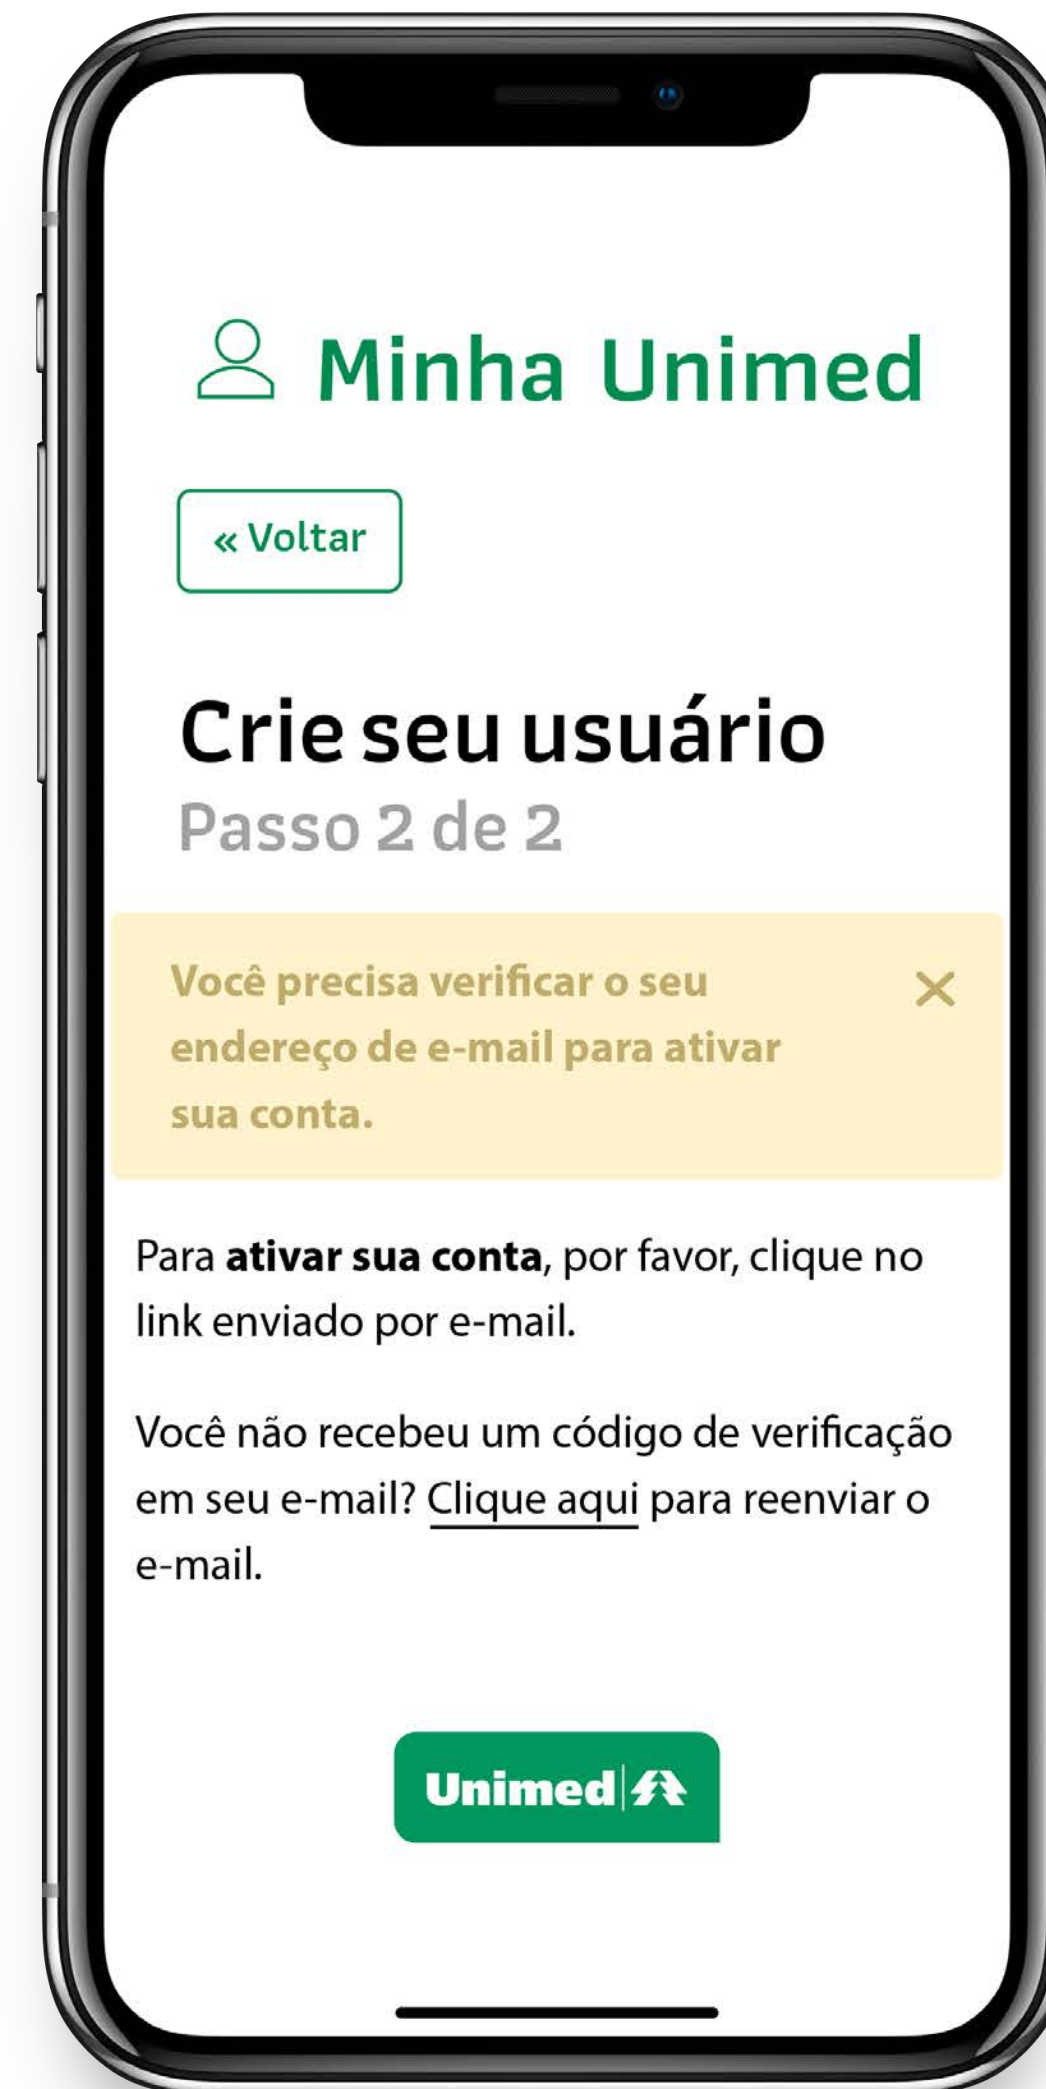 Minha Unimed
« Voltar
Crie seu usuário
Passo 2 de 2
Você precisa verificar o seu
endereço de e-mail para ativar
sua conta.
Para ativar sua conta, por favor, clique no
link enviado por e-mail.
Você não recebeu um código de verificação
em seu e-mail? Clique aqui para reenviar o
e-mail.
Unimed